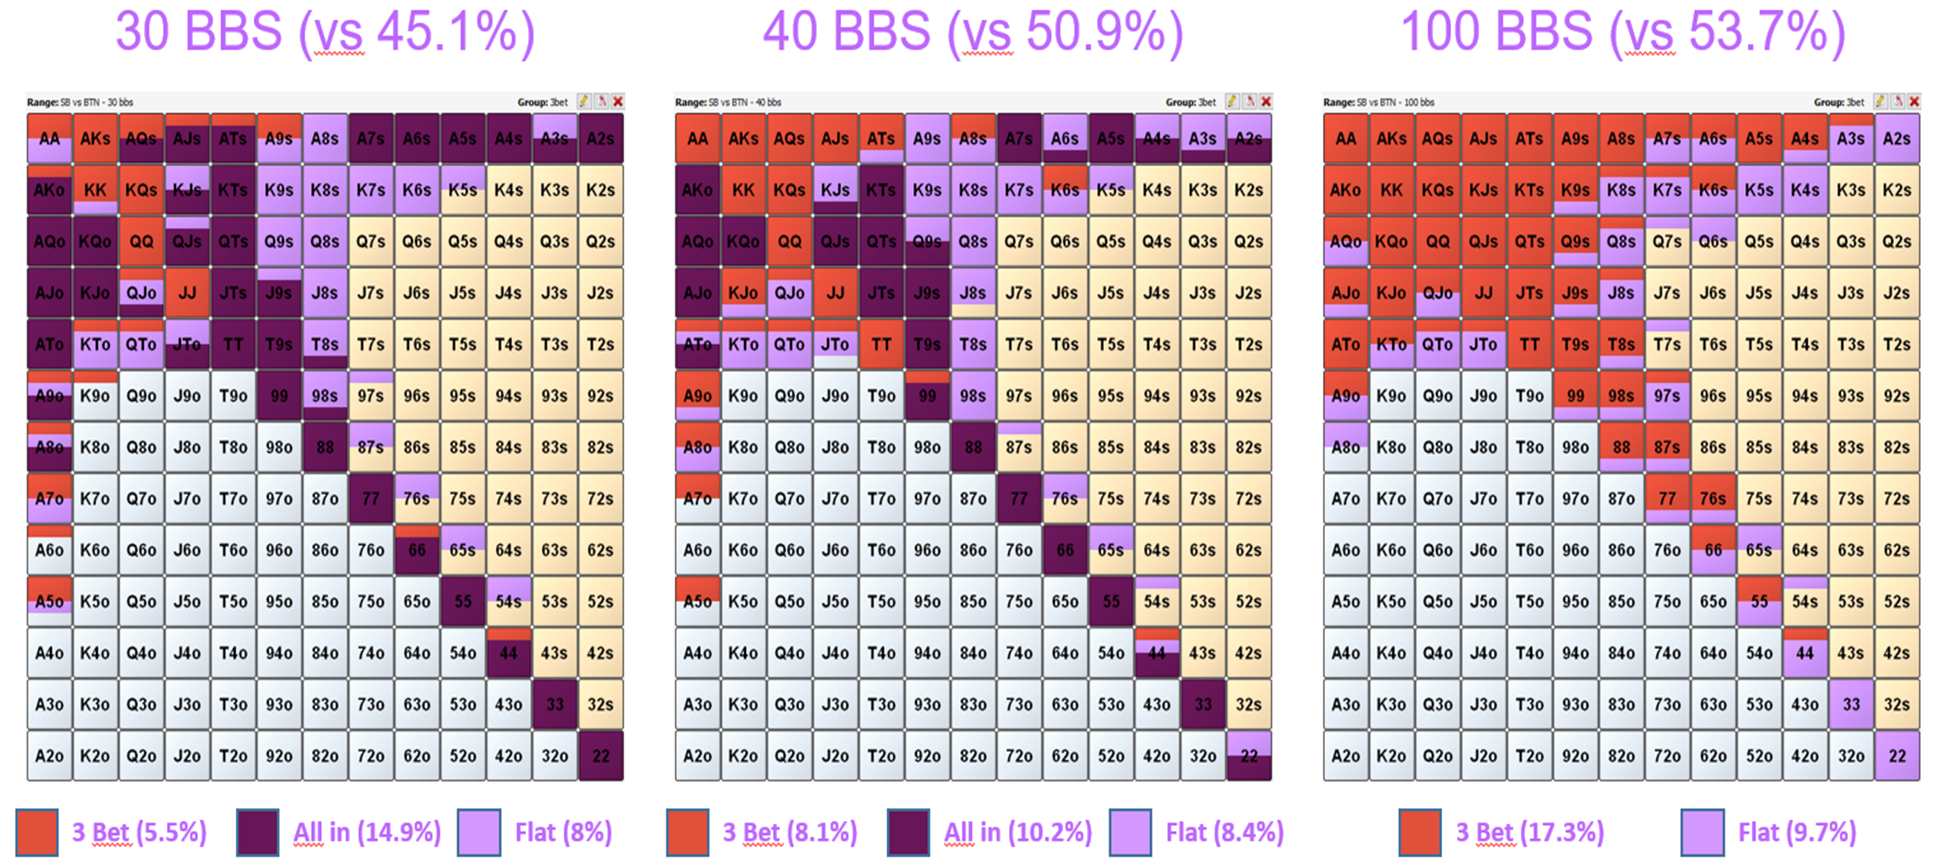 30 BBS (vs 45.1%) 40 BBS (vs 50.9%) 100 BBS (vs 53.7%)
Range: SB vs BTN - 30 bbs Group: 3bet Range: SB vs BTN - 40 bbs Group: 3bet Range: SB vs BTN - 100 bbs Group: 3bet
AA AKs AQs AJs ATs A9s A8s A7s A6s A5s A4s A3s A2s AA AKs AQs AJs ATs A9s A8s A7s A6s A5s A4s A3s A2s AA AKs AQs AJs ATs A9s A8s A7s A6s A5s A4s A3s A2s
AKo KK KQs KJs KTs K9s K8s K7s K6s K5s K4s K3s K2s AKo KK KQs KJs KTs K9s K8s K7s K6s K5s K4s K3s K2s AKo KK KQs KJs KTs K9s K8s K7s K6s K5s K4s K3s K2s
AQo KQo QQ QJs QTs Q9s Q8s Q7s Q6s Q5s Q4s Q3s Q2s AQo KQo QQ QJs QTs Q9s Q8s Q7s Q6s Q5s Q4s Q3s Q2s AQo KQo QQ QJs QTs Q9s Q8s Q7s Q6s Q5s Q4s Q3s Q2s
AJo KJo QJo JJ JTs J9s J8s J7s J6s J5s J4s J3s J2s AJo KJo QJo JJ JTs J9s J8s J7s J6s J5s J4s J3s J2s AJo KJo QJo JJ JTs J9s J8s J7s J6s J5s J4s J3s J2s
ATo KTo QTo JTo TT T9s T8s T7s T6s T5s T4s T3s T2s ATo KTo QTo JTo TT T9s T8s T7s T6s T5s T4s T3s T2s ATo KTo QTo JTo TT T9s T8s T7s T6s T5s T4s T3s T2s
A9o K9o Q9o J9o T9o 99 98s 97s 96s 95s 94s 93s 92s A9o K9o Q9o J9o T9o 99 98s 97s 96s 95s 94s 93s 92s A9o K9o Q9o J9o T9o 99 98s 97s 96s 95s 94s 93s 92s
A8o K8o Q8o J8o T8o 98o 88 87s 86s 85s 84s 83s 82s A8o K8o Q8o J8o T8o 98o 88 87s 86s 85s 84s 83s 82s A8o K8o Q8o J8o T8o 98o 88 87s 86s 85s 84s 83s 82s
A7o K7o Q7o J7o T7o 97o 87o 77 76s 75s 74s 73s 72s A7o K7o Q7o J7o T7o 97o 87o 77 76s 75s 74s 73s 72s A7o K7o Q7o J7o T7o 97o 87o 77 76s 75s 74s 73s 72s
A6o K6o Q6o J6o T6o 96o 86o 76o 66 65s 64s 63s 62s A6o K6o Q6o J6o T6o 96o 86o 76o 66 65s 64s 63s 62s A6o K6o Q6o J6o T6o 96o 86o 76o 66 65s 64s 63s 62s
A5o K5o Q5o J5o T5o 95o 85o 75o 65o 55 54s 53s 52s A5o K5o Q5o J5o T5o 95o 85o 75o 65o 55 54s 53s 52s A5o K5o Q5o J5o T5o 95o 85o 75o 65o 55 54s 53s 52s
A4o K4o Q4o J4o T4o 94o 84o 74o 64o 54o 44 43s 42s A4o K4o Q4o J4o T4o 94o 84o 74o 64o 54o 44 43s 42s A4o K4o Q4o J4o T4o 94o 84o 74o 64o 54o 44 43s 42s
A3o K3o Q3o J3o T3o 93o 83o 73o 63o 53o 43o 33 32s A3o K3o Q3o J3o T3o 93o 83o 73o 63o 53o 43o 33 32s A3o K3o Q3o J3o T3o 93o 83o 73o 63o 53o 43o 33 32s
A2o K2o Q2o J2o T2o 92o 82o 72o 62o 52o 42o 32o 22 A2o K2o Q2o J2o T2o 92o 82o 72o 62o 52o 42o 32o 22 A2o K2o Q2o J2o T2o 92o 82o 72o 62o 52o 42o 32o 22
3 Bet (5.5%) All in (14.9%) Flat (8%) 3 Bet (8.1%) All in (10.2%) Flat (8.4%) 3 Bet (17.3%) Flat (9.7%)